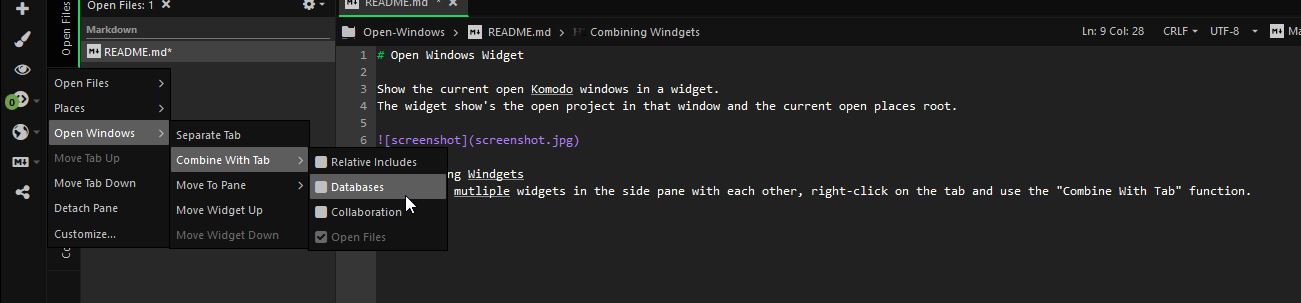 Open Files: 1
README.md *
Open Files
Markdown
README.md*
Open-Windows > README.md > Combining Windgets
Ln: 9 Col: 28 CRLF UTF-8
1 # Open Windows Widget
2
3 Show the current open Komodo windows in a widget.
4 The widget show's the open project in that window and the current open places root.
5
6 ![screenshot](screenshot.jpg)
ng Windgets
mutliple widgets in the side pane with each other, right-click on the tab and use the "Combine With Tab" function.
Open Files
Places
Open Windows
Move Tab Up
Move Tab Down
Detach Pane
Customize...
Separate Tab
Combine With Tab
Move To Pane
Move Widget Up
Move Widget Down
Relative Includes
Databases
Collaboration
Open Files
0